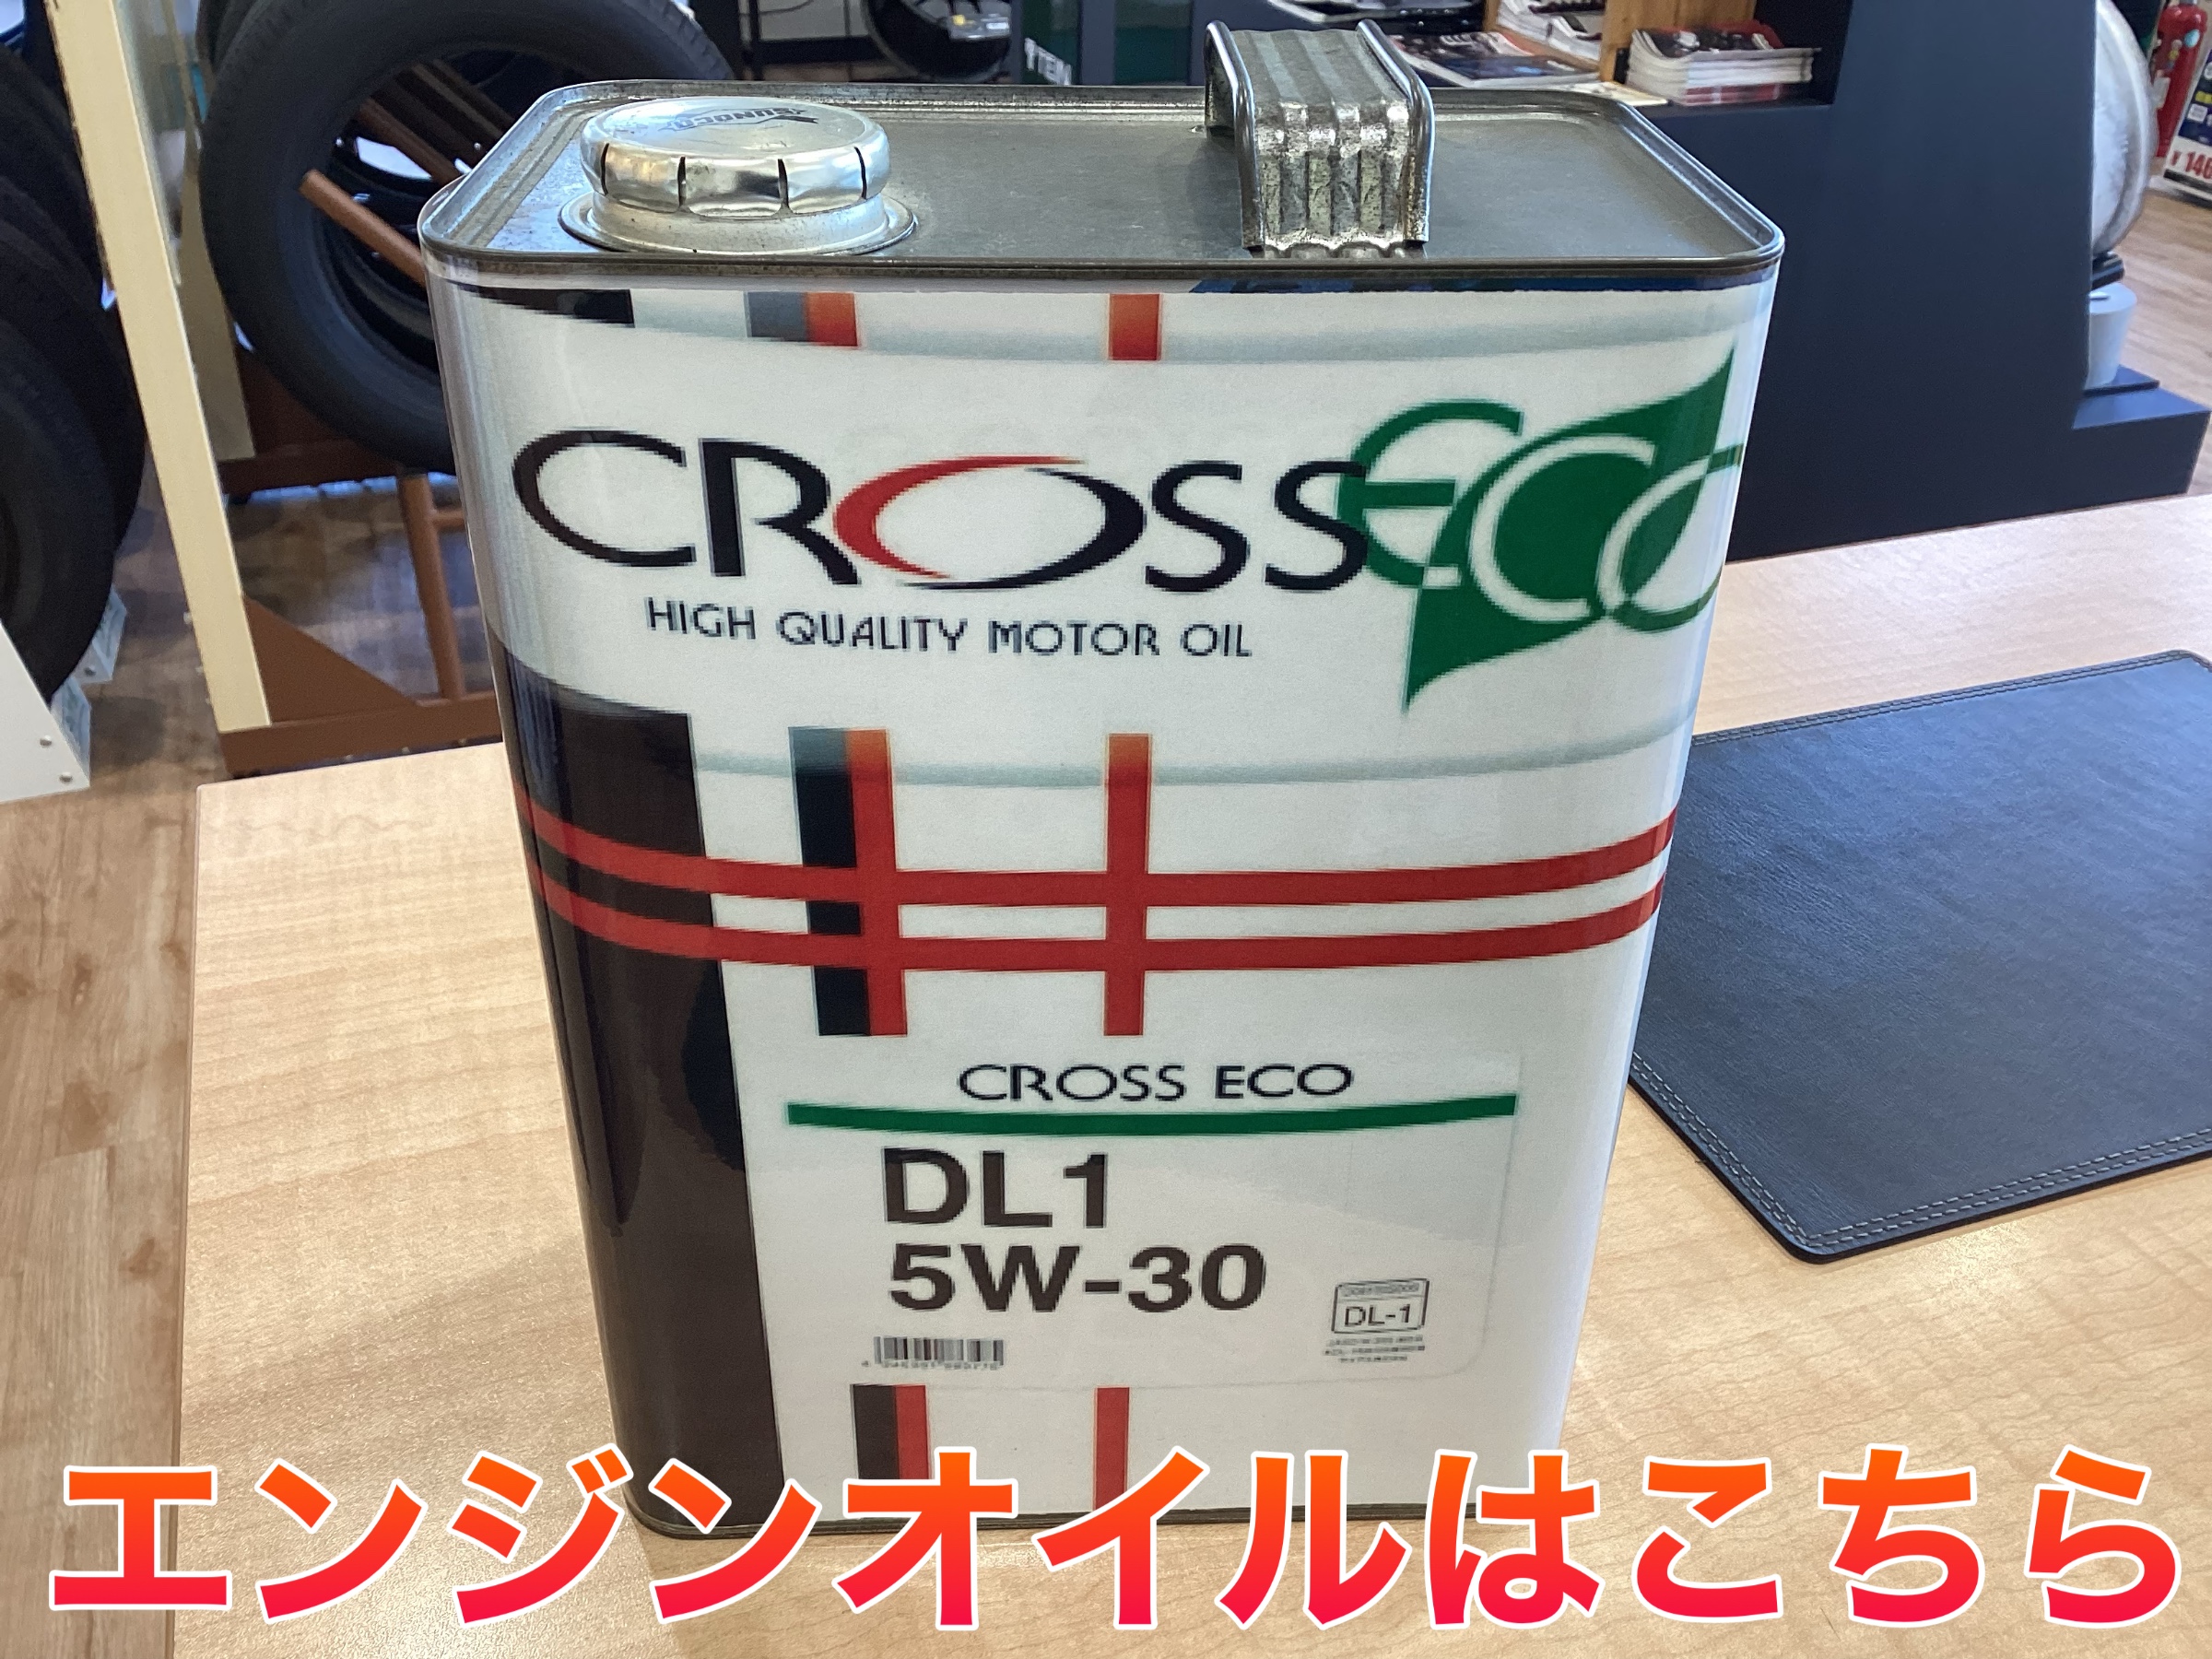 SUNOCO
CROSS ECO
HIGH QUALITY MOTOR OIL
CROSS ECO
DL1
5W-30
DL-1
エンジンオイルはこちら